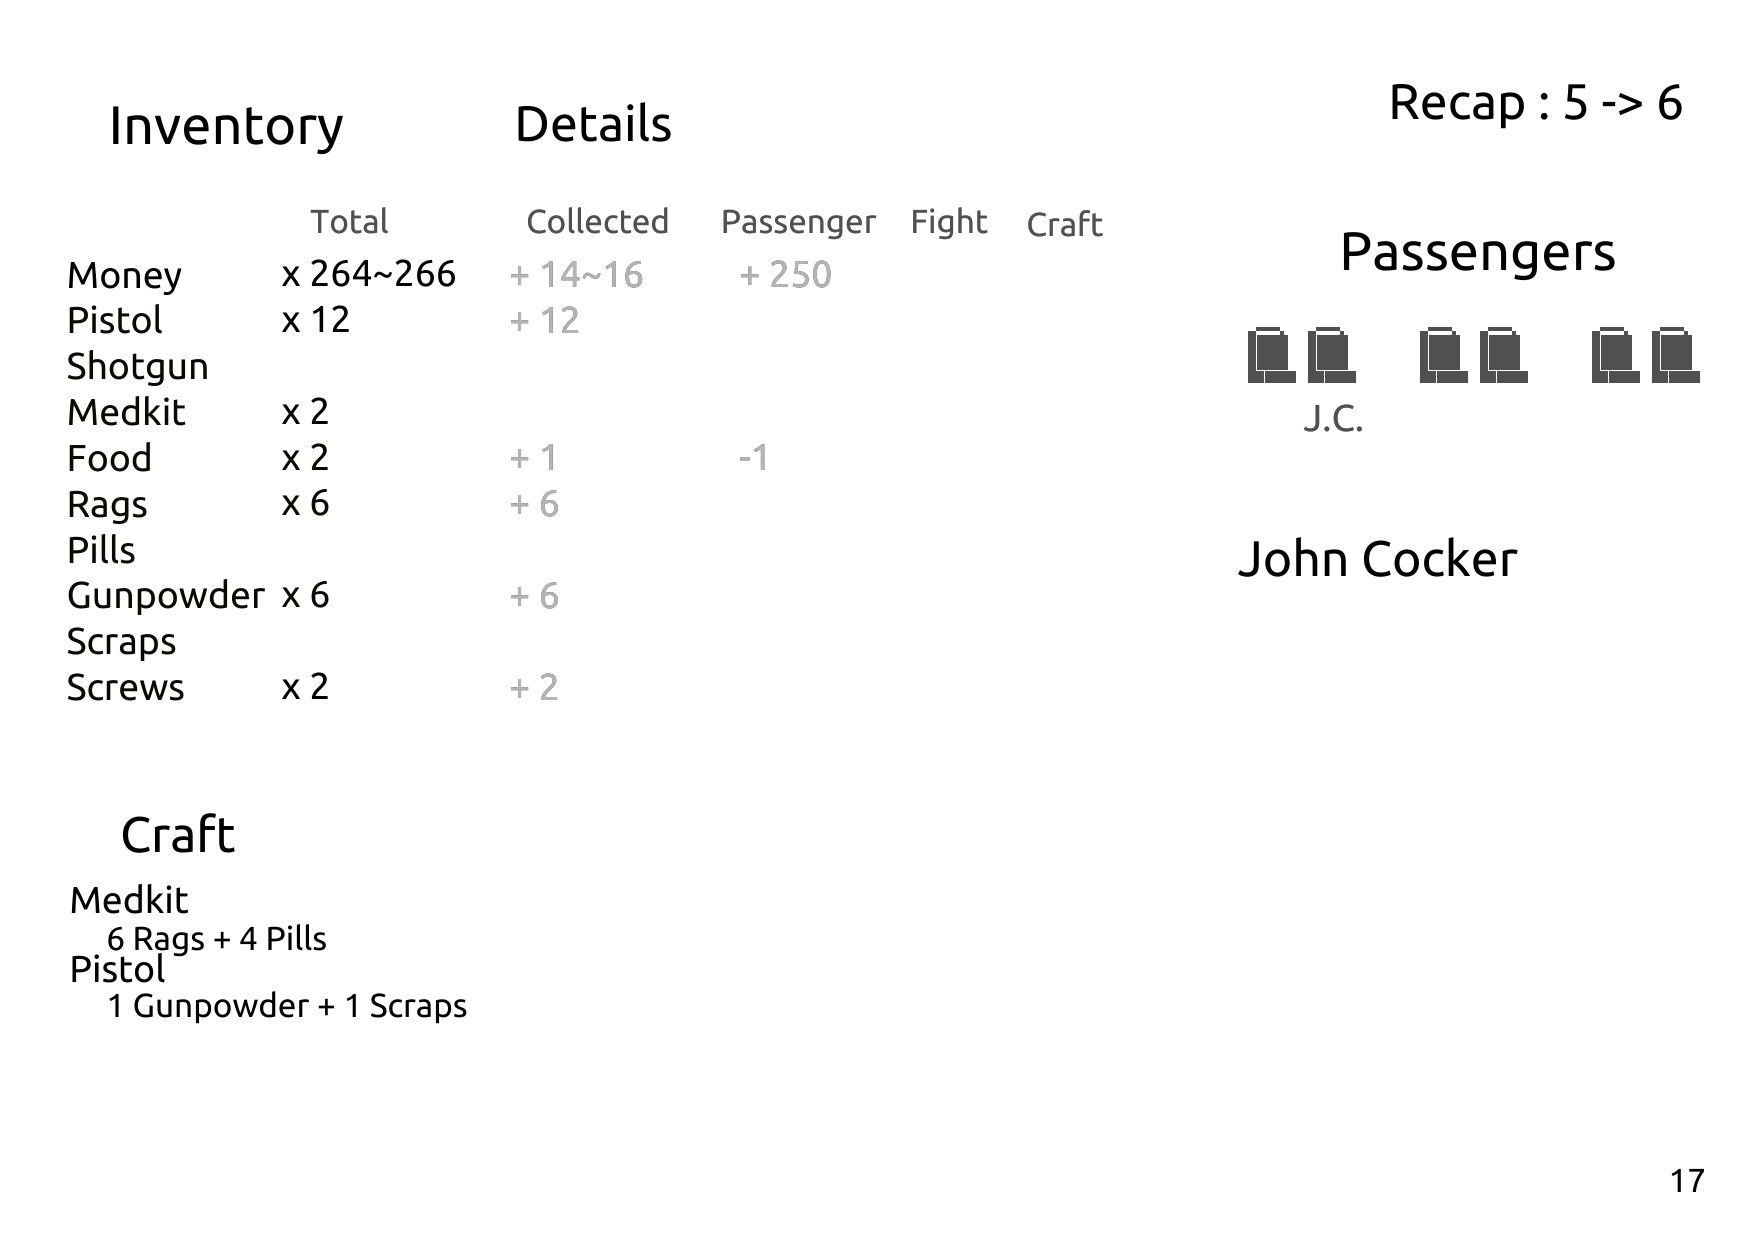 Recap : 5 -> 6
Inventory Details
Total Collected Passenger Fight Craft
Money x 264~266 + 14~16 + 250
Pistol x 12 + 12
Shotgun
Medkit x 2
Food x 2 + 1 -1
Rags x 6 + 6
Pills
Gunpowder x 6 + 6
Scraps
Screws x 2 + 2
Passengers
J.C.
John Cocker
Craft
Medkit
6 Rags + 4 Pills
Pistol
1 Gunpowder + 1 Scraps
17